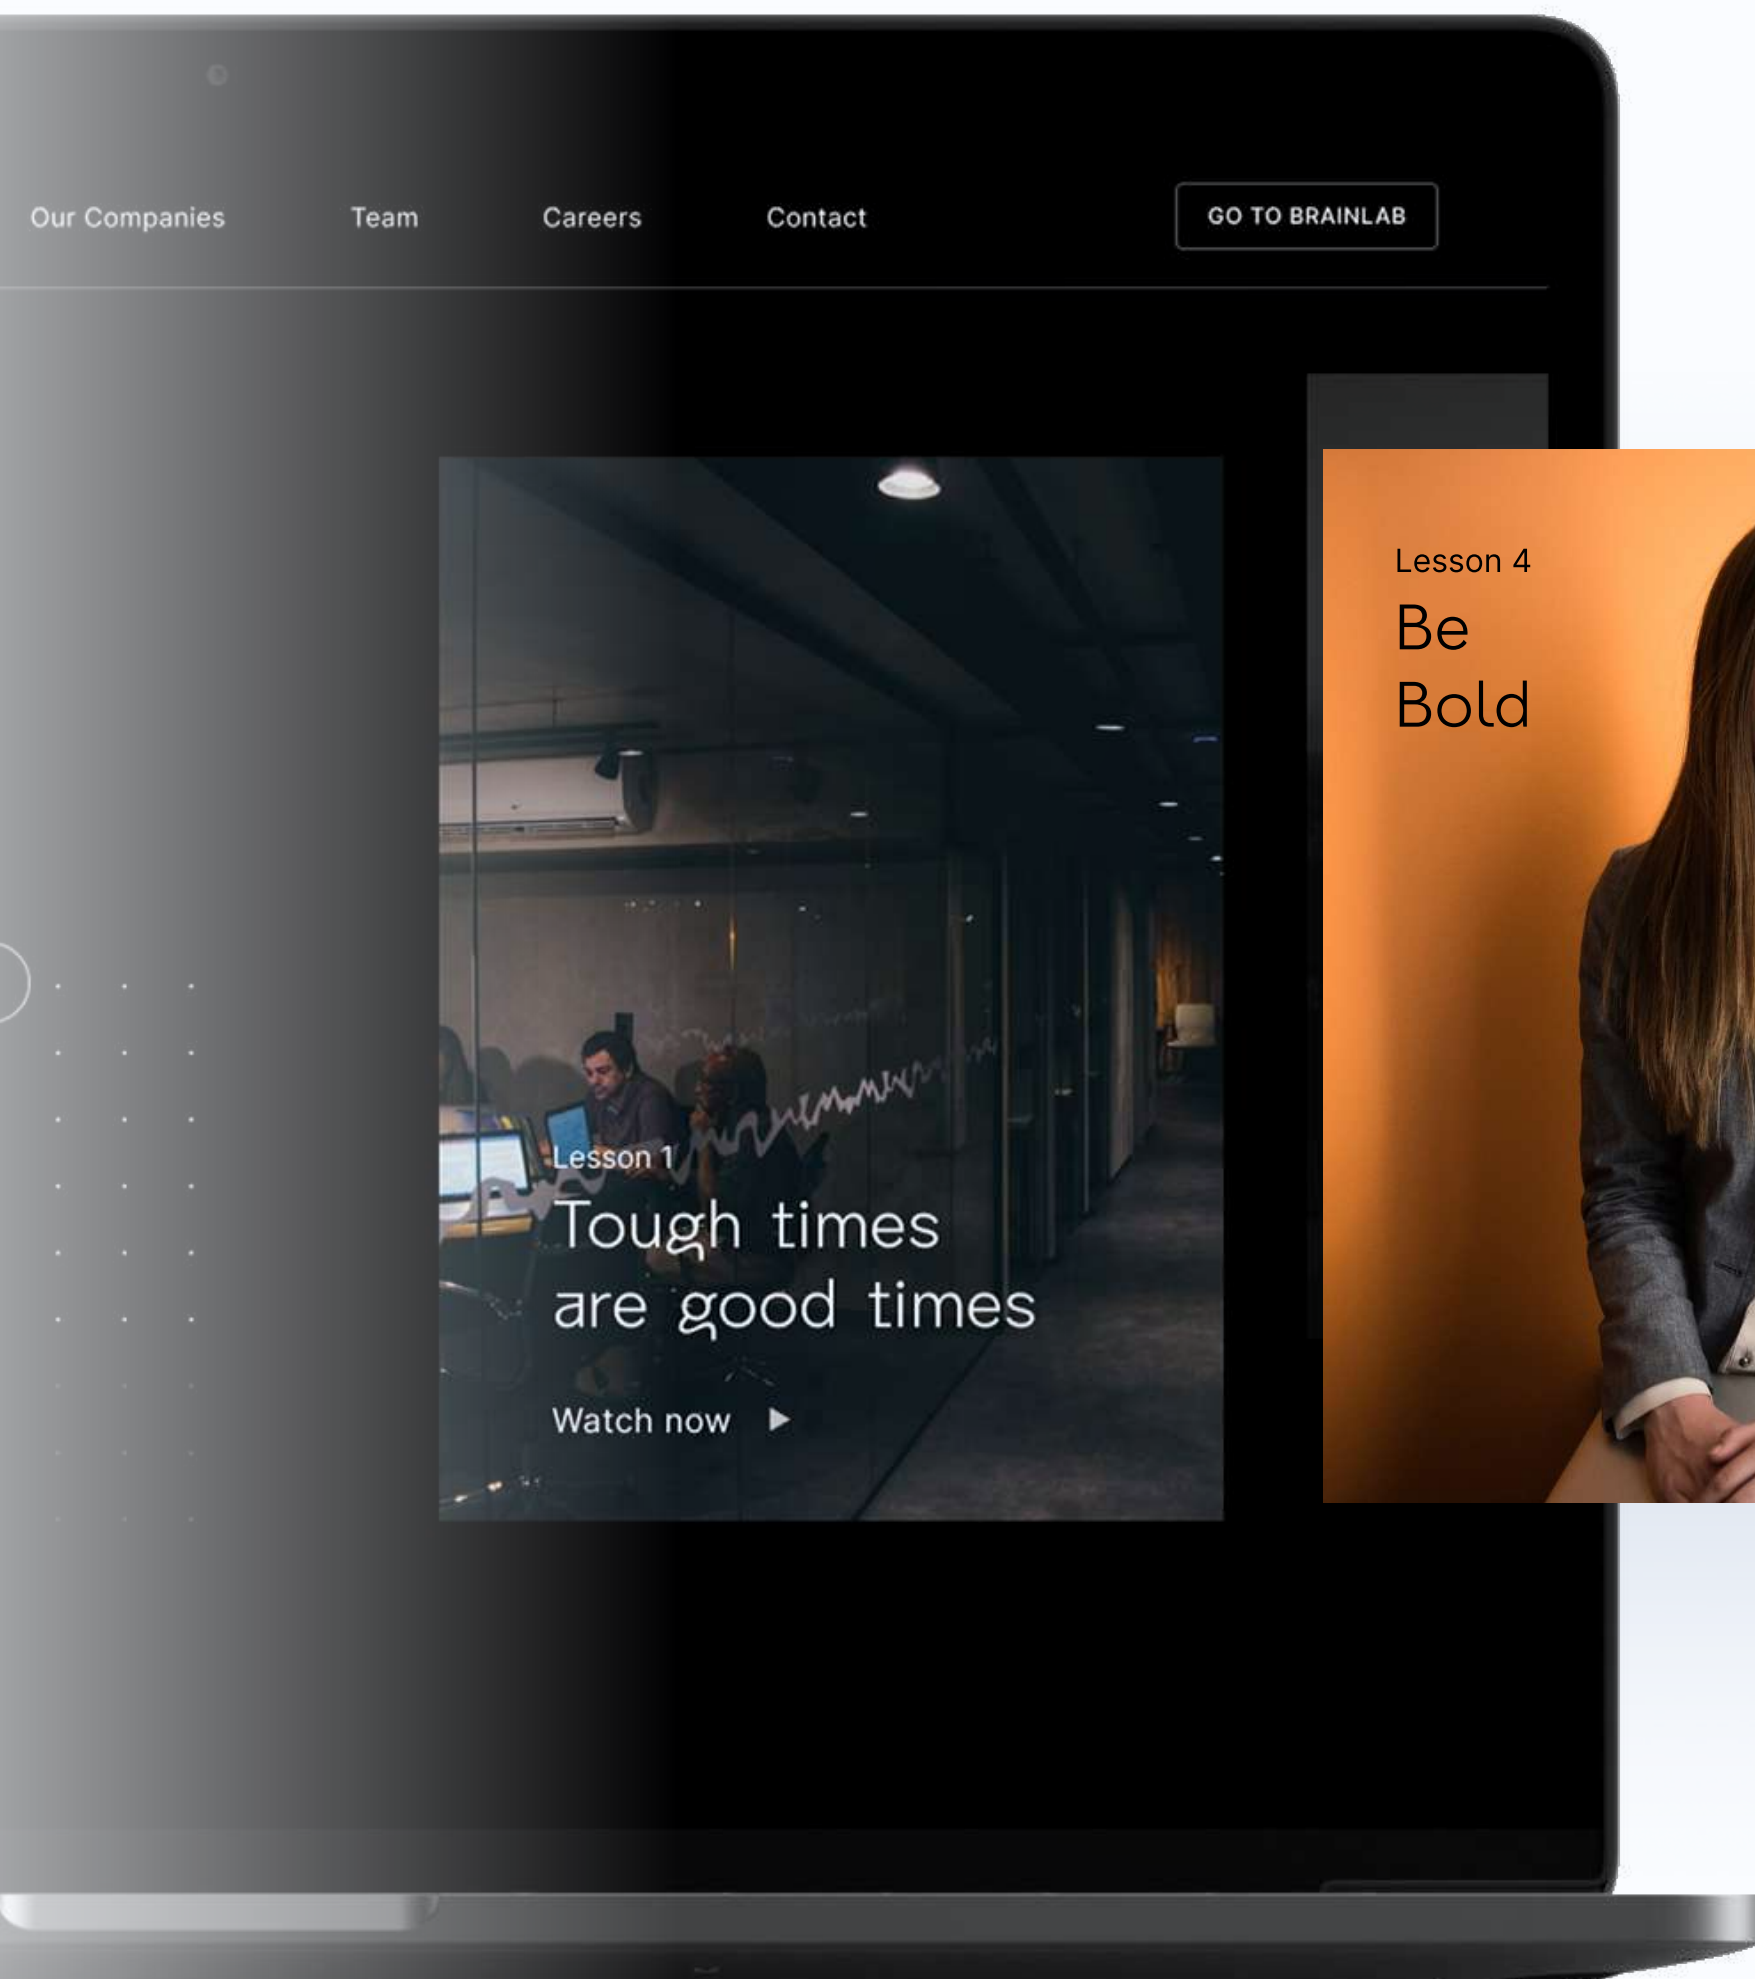 Our Companies
Team
Careers
Contact
GO TO BRAINLAB
Lesson 1
Tough times
are good times
Watch now
Lesson 4
Be
Bold